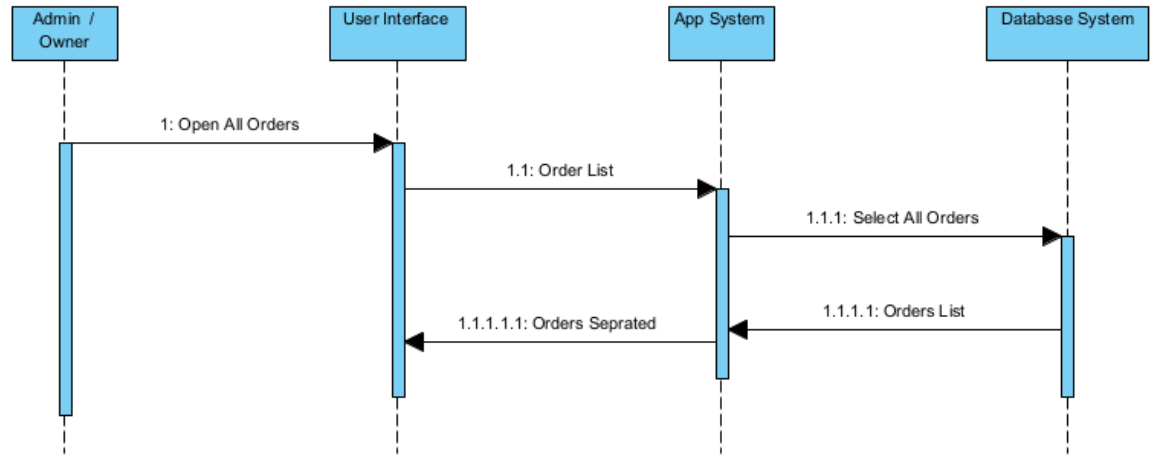 Admin /
Owner
User Interface
App System
Database System
1: Open All Orders
1.1: Order List
1.1.1: Select All Orders
1.1.1.1: Orders List
1.1.1.1.1: Orders Seprated